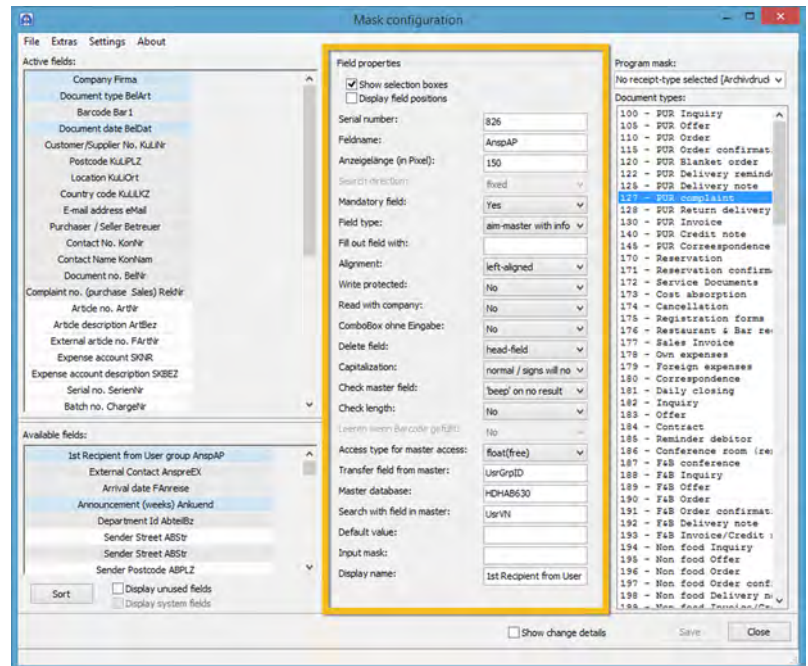 Mask configuration
File Extras Settings About
Active fields:
Company Firma
Document type BelArt
Barcode Bar1
Document date BelDat
Customer/Supplier No. KuLiNr
Postcode KuLiPLZ
Location KuLiOrt
Country code KuLiLKZ
E-mail address eMail
Purchaser / Seller Betreuer
Contact No. KonNr
Contact Name KonNam
Document no. BelNr
Complaint no. (purchase Sales) ReklNr
Article no. ArtNr
Article description ArtBez
External article no. FArtNr
Expense account SKNR
Expense account description SKBEZ
Serial no. SerienNr
Batch no. ChargeNr
Available fields:
1st Recipient from User group AnspAP
External Contact AnspreEX
Arrival date FAnreise
Announcement (weeks) Ankuend
Department Id AbteilBz
Sender Street ABStr
Sender Street ABStr
Sender Postcode ABPLZ
Sort
Display unused fields
Display system fields
Field properties
Show selection boxes
Display field positions
Serial number: 826
Feldname: AnspAP
Anzeigelänge (in Pixel): 150
Search direction: fixed
Mandatory field: Yes
Field type: aim-master with info
Fill out field with:
Alignment: left-aligned
Write protected: No
Read with company: No
ComboBox ohne Eingabe: No
Delete field: head-field
Capitalization: normal / signs will no
Check master field: 'beep' on no result
Check length: No
Leeren wenn Barcode gefüllt: No
Access type for master access: float(free)
Transfer field from master: UsrGrpID
Master database: HDHAB630
Search with field in master: UsrVN
Default value:
Input mask:
Display name: 1st Recipient from User
Program mask:
No receipt-type selected [Archivdruck
Document types:
100 - PUR Inquiry
105 - PUR Offer
110 - PUR Order
115 - PUR Order confirmat
120 - PUR Blanket order
122 - PUR Delivery reminde
125 - PUR Delivery note
127 - PUR complaint
128 - PUR Return delivery
130 - PUR Invoice
140 - PUR Credit note
145 - PUR Correespondence
170 - Reservation
171 - Reservation confirm
172 - Service Documents
173 - Cost absorption
174 - Cancellation
175 - Registration forms
176 - Restaurant & Bar re
177 - Sales Invoice
178 - Own expenses
179 - Foreign expenses
180 - Correspondence
181 - Daily closing
182 - Inquiry
183 - Offer
184 - Contract
185 - Reminder debitor
186 - Conference room (re
187 - F&B conference
188 - F&B Inquiry
189 - F&B Offer
190 - F&B Order
191 - F&B Order confirmat
192 - F&B Delivery note
193 - F&B Invoice/Credit
194 - Non food Inquiry
195 - Non food Offer
196 - Non food Order
197 - Non food Order conf
198 - Non food Delivery n
199 - Non food Invoice/Cr
Show change details
Save
Close